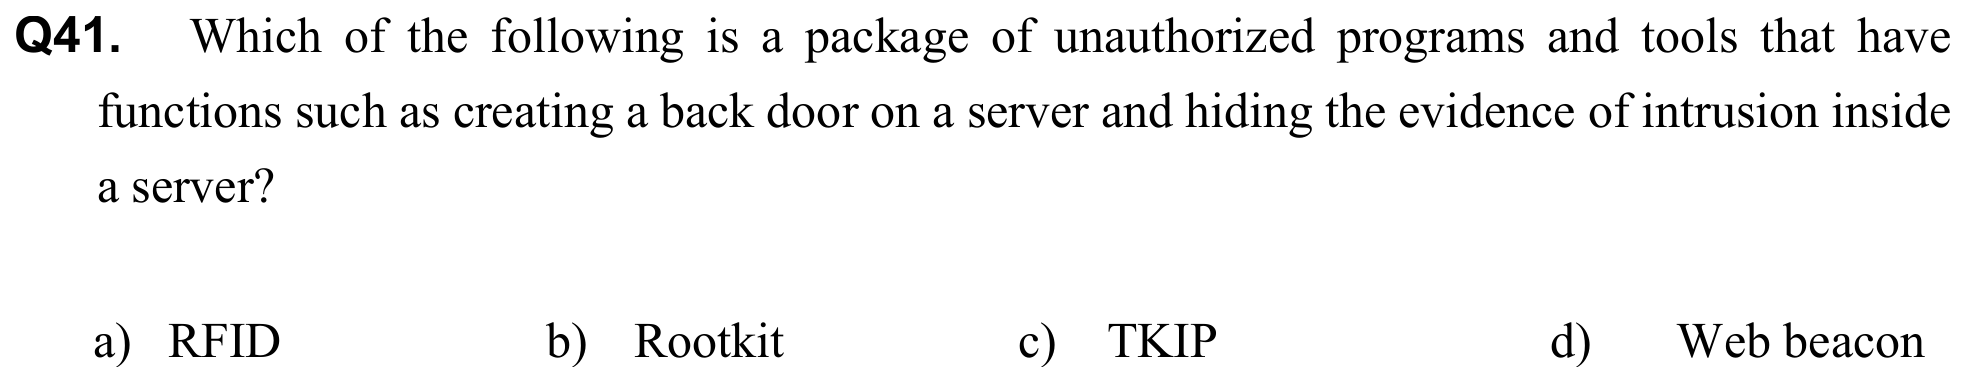 Q41. Which of the following is a package of unauthorized programs and tools that have
functions such as creating a back door on a server and hiding the evidence of intrusion inside
a server?
a) RFID b) Rootkit c) TKIP d) Web beacon